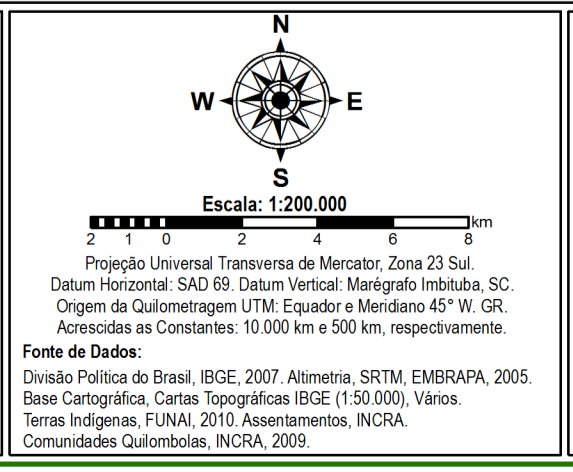 N
W E
S
Escala: 1:200.000
km
2 1 0 2 4 6 8
Projeção Universal Transversa de Mercator, Zona 23 Sul.
Datum Horizontal: SAD 69. Datum Vertical: Marégrafo Imbituba, SC.
Origem da Quilometragem UTM: Equador e Meridiano 45° W. GR.
Acrescidas as Constantes: 10.000 km e 500 km, respectivamente.
Fonte de Dados:
Divisão Política do Brasil, IBGE, 2007. Altimetria, SRTM, EMBRAPA, 2005.
Base Cartográfica, Cartas Topográficas IBGE (1:50.000), Vários.
Terras Indígenas, FUNAI, 2010. Assentamentos, INCRA.
Comunidades Quilombolas, INCRA, 2009.